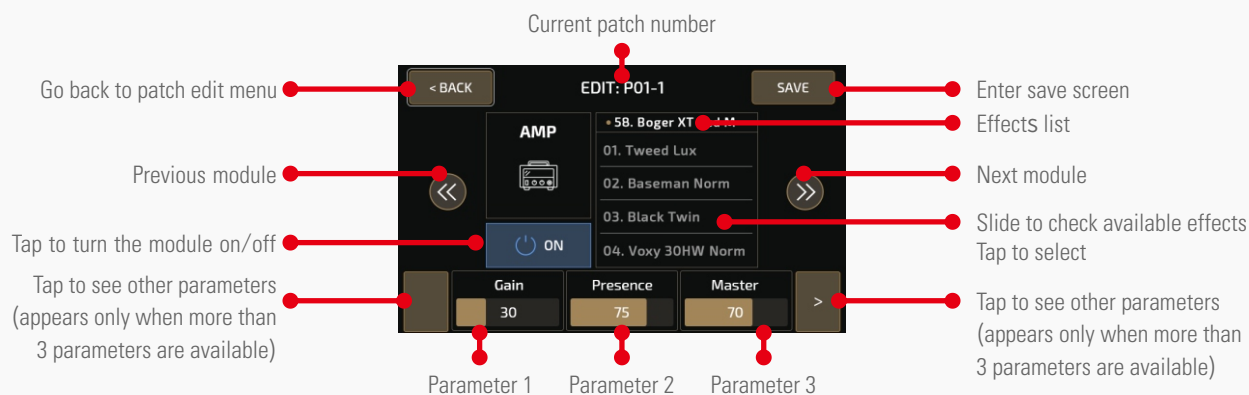 Current patch number
Go back to patch edit menu
< BACK
EDIT: P01-1
SAVE
Enter save screen
AMP
58. Boger XT M
Effects list
01. Tweed Lux
Previous module
02. Baseman Norm
Next module
03. Black Twin
Slide to check available effects
Tap to select
Tap to turn the module on/off
ON
04. Voxy 30HW Norm
Tap to see other parameters
(appears only when more than
3 parameters are available)
Gain
Presence
Master
30
75
70
>
Tap to see other parameters
(appears only when more than
3 parameters are available)
Parameter 1
Parameter 2
Parameter 3